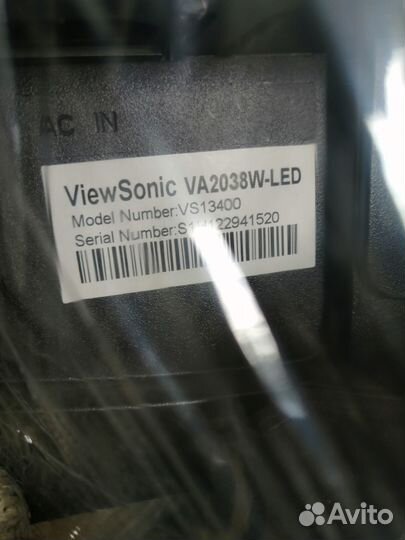 AC IN
ViewSonic VA2038W-LED
Model Number:VS13400
Serial Number:
Avito